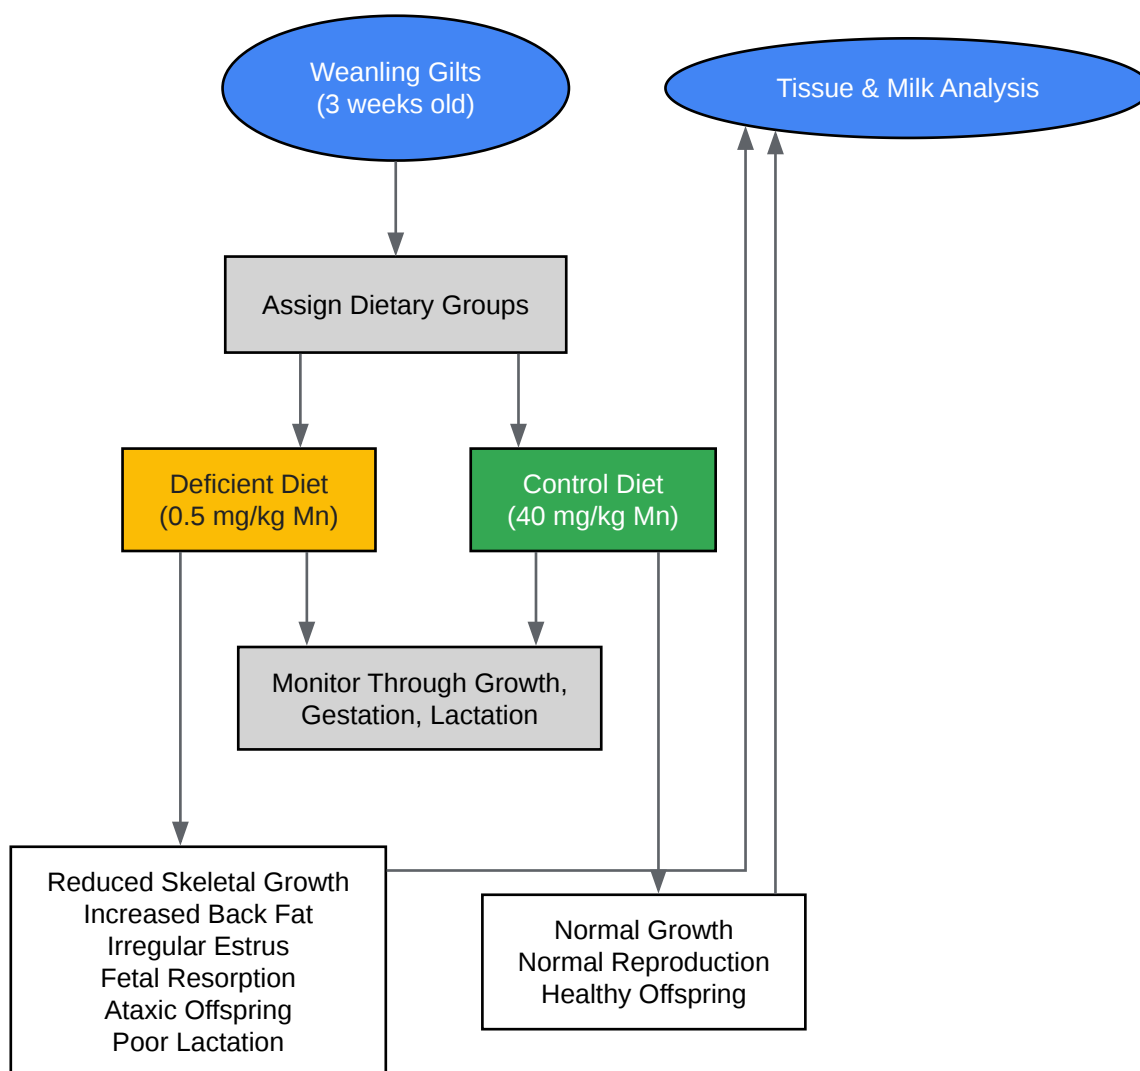 Weanling Gilts
(3 weeks old)
Tissue & Milk Analysis
Assign Dietary Groups
Deficient Diet
(0.5 mg/kg Mn)
Control Diet
(40 mg/kg Mn)
Monitor Through Growth,
Gestation, Lactation
Reduced Skeletal Growth
Increased Back Fat
Irregular Estrus
Fetal Resorption
Ataxic Offspring
Poor Lactation
Normal Growth
Normal Reproduction
Healthy Offspring